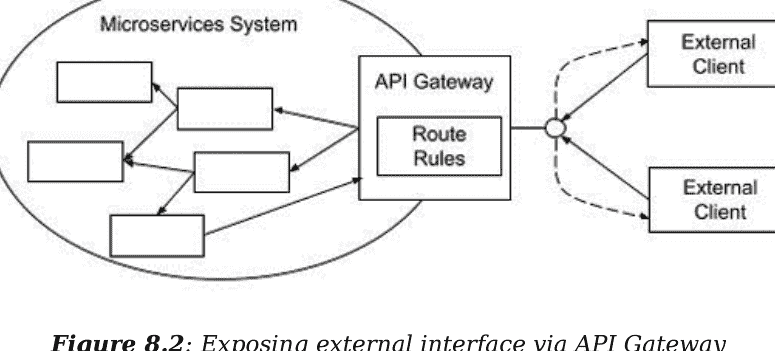 Microservices System
API Gateway
Route
Rules
External
Client
External
Client
Figure 8.2: Exposing external interface via API Gateway